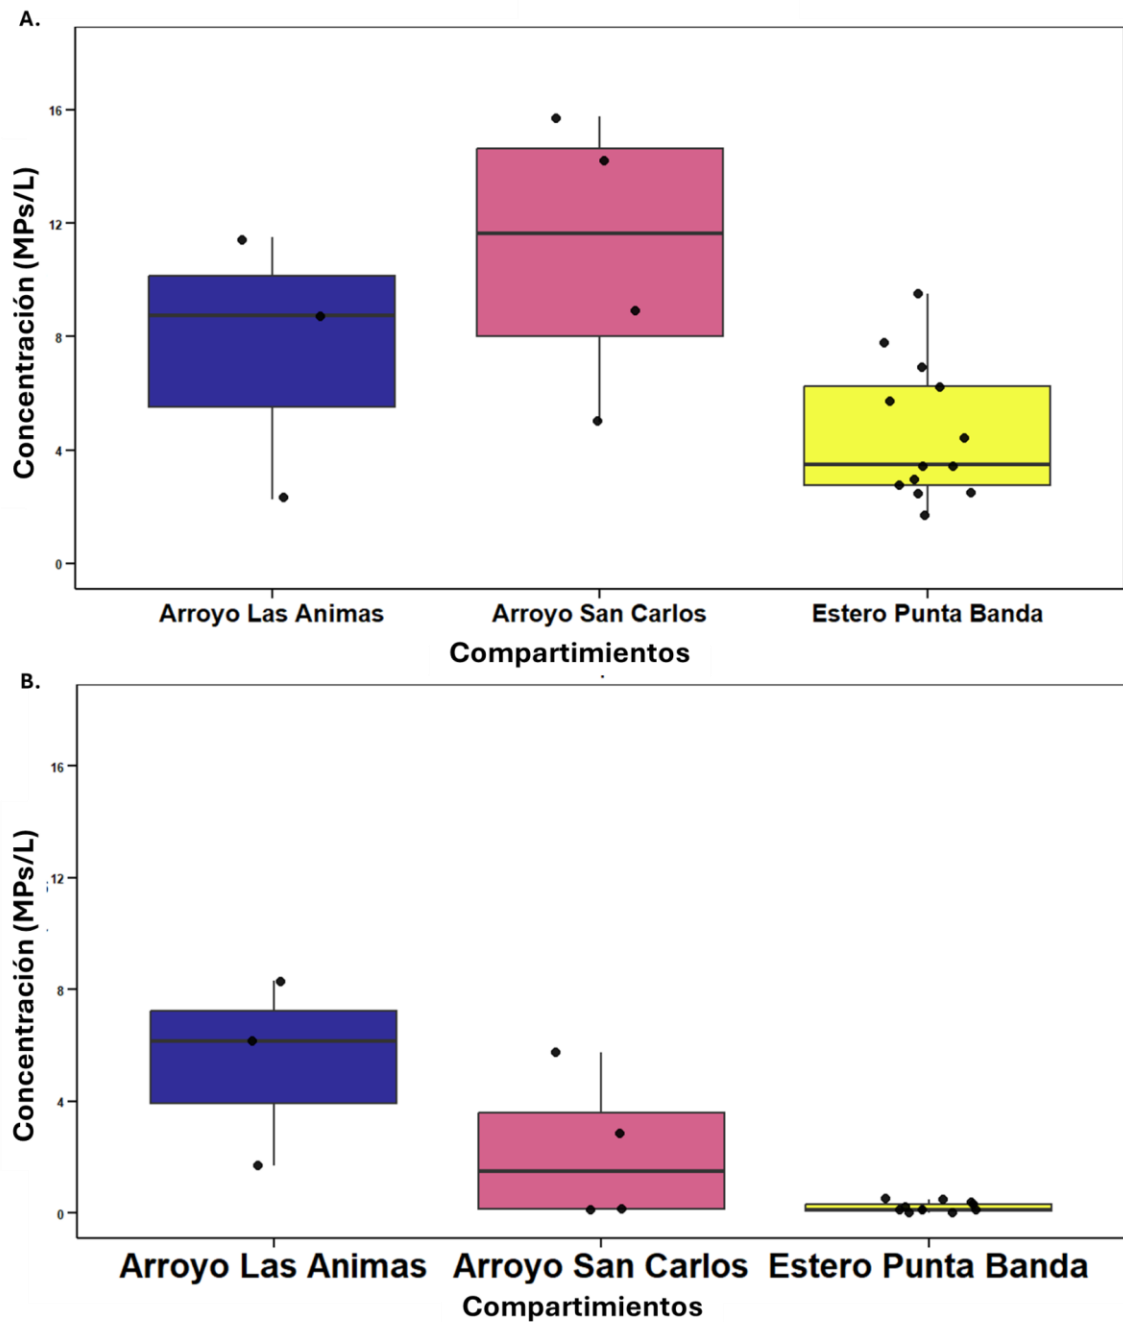 A.
Concentración (MPs/L)
16
12
8
4
0
Arroyo Las Animas Arroyo San Carlos Estero Punta Banda
Compartimientos
B.
Concentración (MPs/L)
16
12
8
4
0
Arroyo Las Animas Arroyo San Carlos Estero Punta Banda
Compartimientos